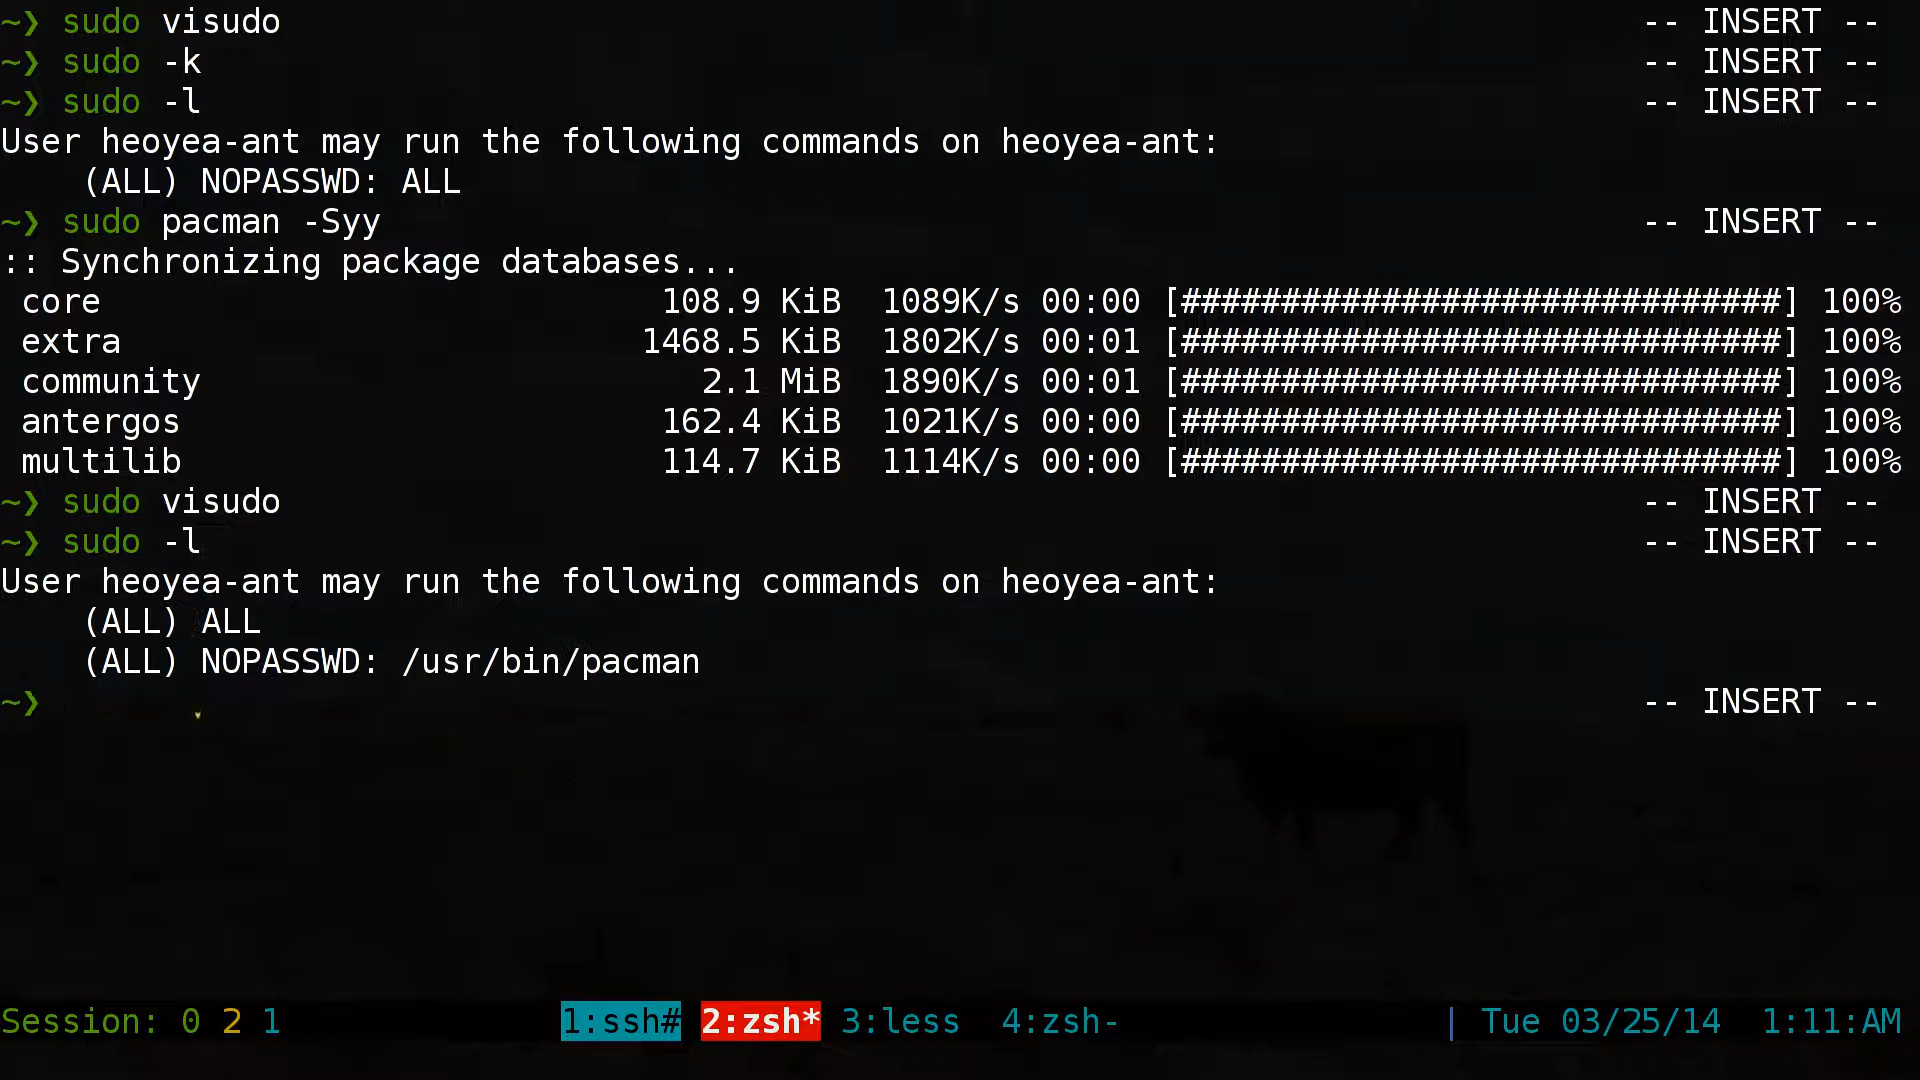 ~❯ sudo visudo -- INSERT --
~❯ sudo -k -- INSERT --
~❯ sudo -l -- INSERT --
User heoyea-ant may run the following commands on heoyea-ant:
    (ALL) NOPASSWD: ALL
~❯ sudo pacman -Syy -- INSERT --
:: Synchronizing package databases...
 core 108.9 KiB 1089K/s 00:00 [##############################] 100%
 extra 1468.5 KiB 1802K/s 00:01 [##############################] 100%
 community 2.1 MiB 1890K/s 00:01 [##############################] 100%
 antergos 162.4 KiB 1021K/s 00:00 [##############################] 100%
 multilib 114.7 KiB 1114K/s 00:00 [##############################] 100%
~❯ sudo visudo -- INSERT --
~❯ sudo -l -- INSERT --
User heoyea-ant may run the following commands on heoyea-ant:
    (ALL) ALL
    (ALL) NOPASSWD: /usr/bin/pacman
~❯ -- INSERT --
Session: 0 2 1 1:ssh# 2:zsh* 3:less 4:zsh- | Tue 03/25/14 1:11:AM